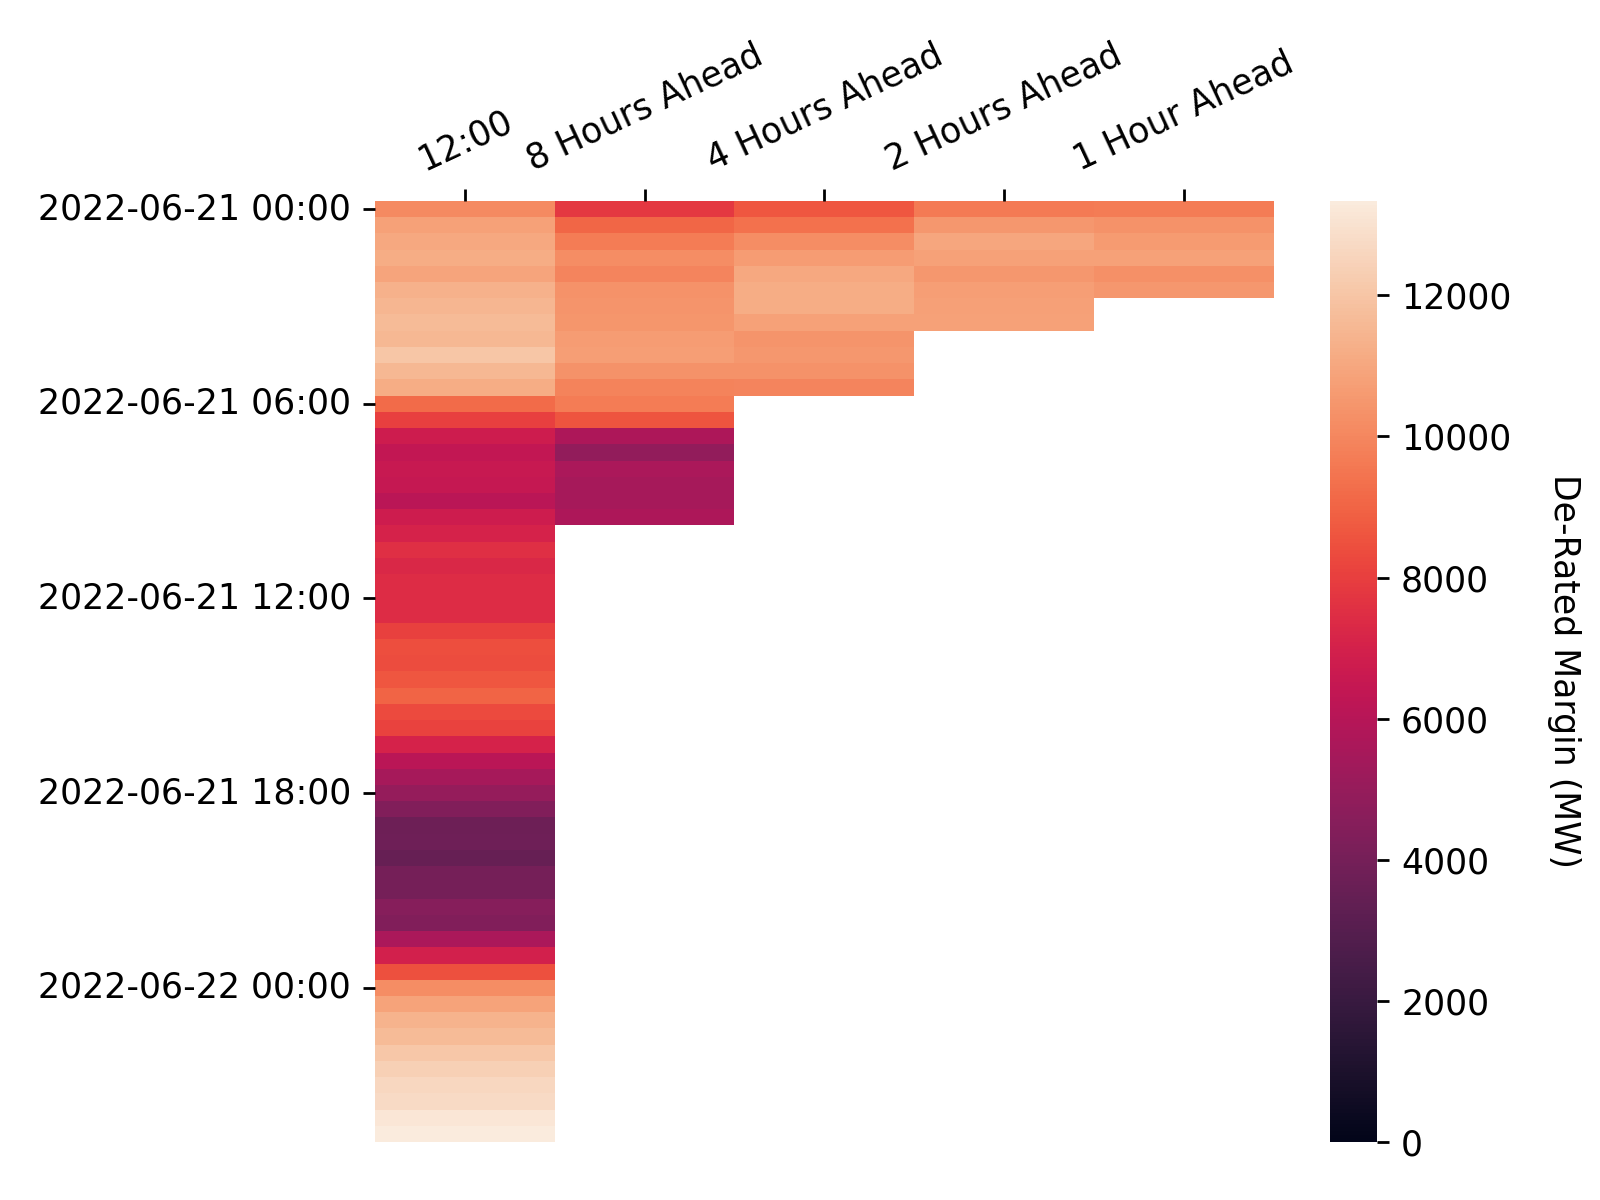 12:00
8 Hours Ahead
4 Hours Ahead
2 Hours Ahead
1 Hour Ahead
2022-06-21 00:00
2022-06-21 06:00
2022-06-21 12:00
2022-06-21 18:00
2022-06-22 00:00
12000
10000
8000
6000
4000
2000
0
De-Rated Margin (MW)